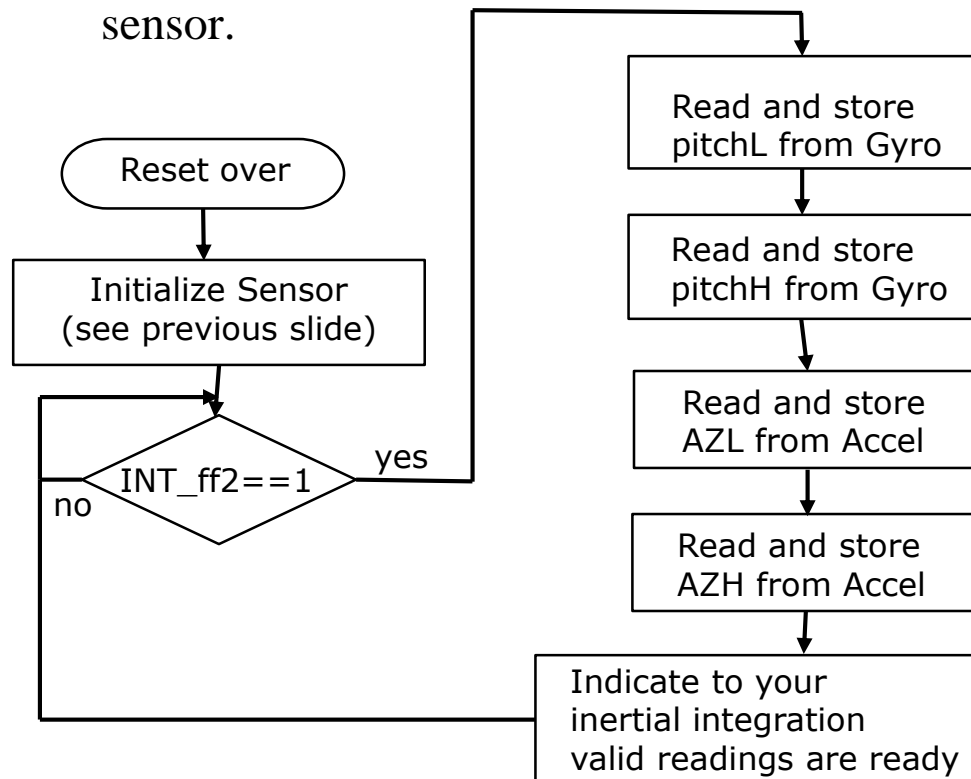 sensor.
Reset over
Initialize Sensor
(see previous slide)
INT_ff2==1
yes
no
Read and store
pitchL from Gyro
Read and store
pitchH from Gyro
Read and store
AZL from Accel
Read and store
AZH from Accel
Indicate to your
inertial integration
valid readings are ready